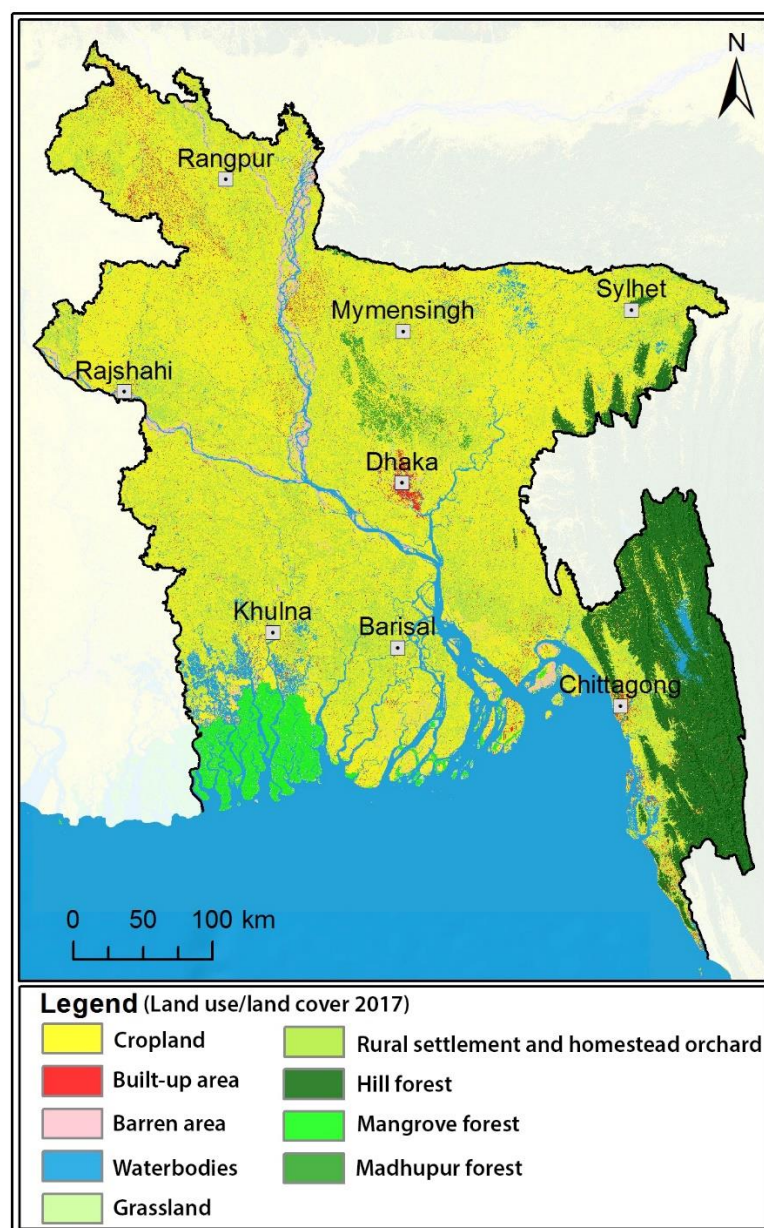 N
Rangpur
Mymensingh
Sylhet
Rajshahi
Dhaka
Khulna
Barisal
Chittagong
0 50 100 km
Legend (Land use/land cover 2017)
Cropland
Built-up area
Barren area
Waterbodies
Grassland
Rural settlement and homestead orchard
Hill forest
Mangrove forest
Madhupur forest